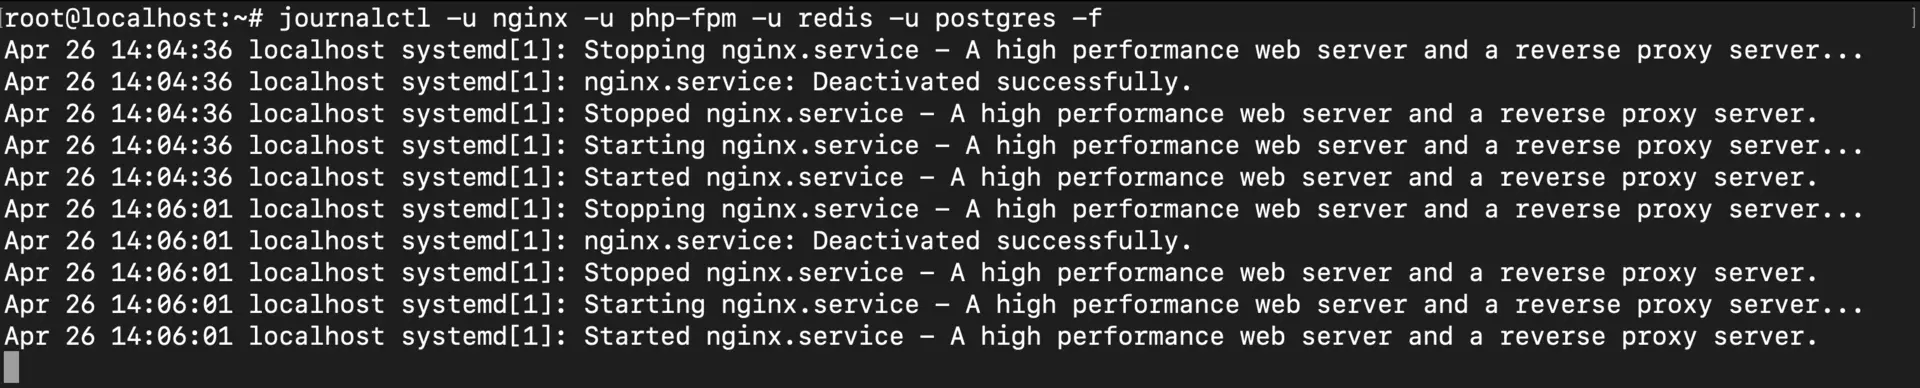 [root@localhost:~# journalctl -u nginx -u php-fpm -u redis -u postgres -f ]
Apr 26 14:04:36 localhost systemd[1]: Stopping nginx.service - A high performance web server and a reverse proxy server...
Apr 26 14:04:36 localhost systemd[1]: nginx.service: Deactivated successfully.
Apr 26 14:04:36 localhost systemd[1]: Stopped nginx.service - A high performance web server and a reverse proxy server.
Apr 26 14:04:36 localhost systemd[1]: Starting nginx.service - A high performance web server and a reverse proxy server...
Apr 26 14:04:36 localhost systemd[1]: Started nginx.service - A high performance web server and a reverse proxy server.
Apr 26 14:06:01 localhost systemd[1]: Stopping nginx.service - A high performance web server and a reverse proxy server...
Apr 26 14:06:01 localhost systemd[1]: nginx.service: Deactivated successfully.
Apr 26 14:06:01 localhost systemd[1]: Stopped nginx.service - A high performance web server and a reverse proxy server.
Apr 26 14:06:01 localhost systemd[1]: Starting nginx.service - A high performance web server and a reverse proxy server...
Apr 26 14:06:01 localhost systemd[1]: Started nginx.service - A high performance web server and a reverse proxy server.